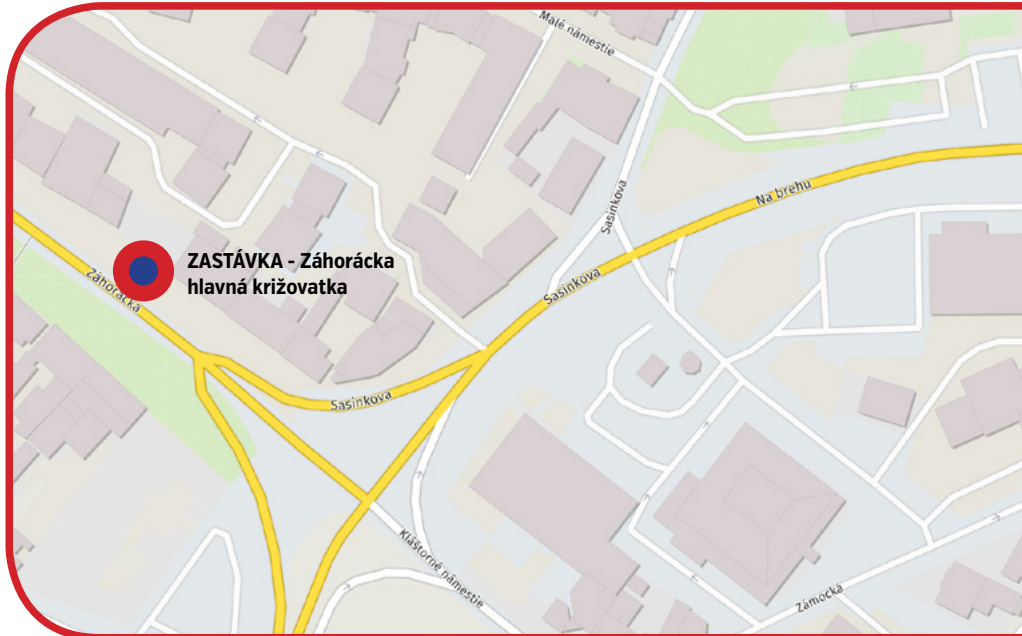 Malé námestie
Sasinkova
Na brehu
ZASTÁVKA - Záhorácka
hlavná križovatka
Záhorácka
Sasinkova
Sasinkova
Kláštorné námestie
Zámocká